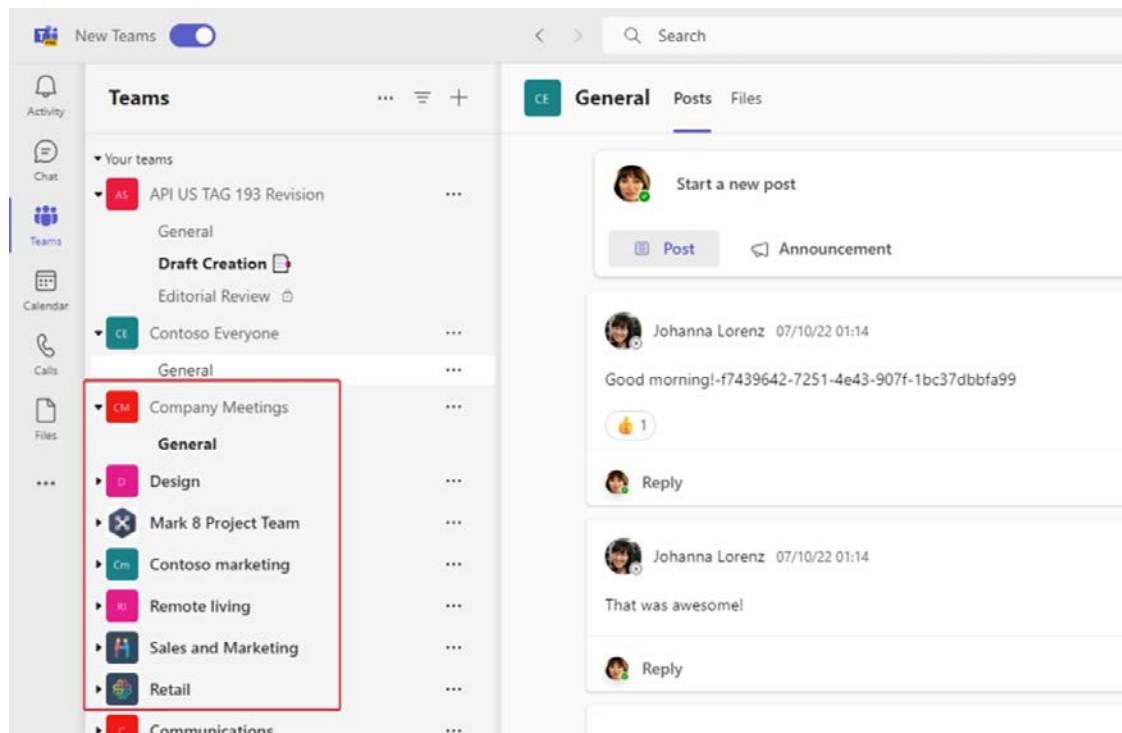 New Teams
Search
Activity
Chat
Teams
Calendar
Calls
Files
Teams
Your teams
AS API US TAG 193 Revision
General
Draft Creation
Editorial Review
CE Contoso Everyone
General
CM Company Meetings
General
D Design
Mark 8 Project Team
Cm Contoso marketing
Rl Remote living
Sales and Marketing
Retail
C Communications
CE General Posts Files
Start a new post
Post Announcement
Johanna Lorenz 07/10/22 01:14
Good morning!-f7439642-7251-4e43-907f-1bc37dbbfa99
1
Reply
Johanna Lorenz 07/10/22 01:14
That was awesome!
Reply